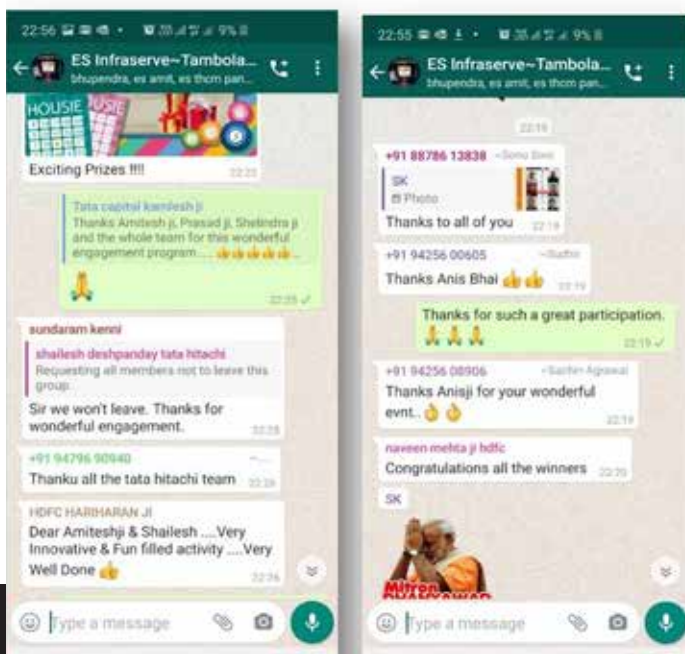 22:56
9%
ES Infraserve~Tambola...
bhupendra, es amit, es thcm pan...
HOUSIE
Exciting Prizes !!!!
22:25
Tata capital kamlesh ji
Thanks Amitesh ji, Prasad ji, Shelindra ji
and the whole team for this wonderful
engagement program.....👍👍👍👍👍...
🙏
22:25
sundaram kenni
shailesh deshpanday tata hitachi
Requesting all members not to leave this
group.
Sir we won't leave. Thanks for
wonderful engagement.
+91 94796 90940
~...
Thanku all the tata hitachi team
22:26
HDFC HARIHARAN JI
Dear Amiteshji & Shailesh ....Very
Innovative & Fun filled activity ....Very
Well Done 👍
22:26
Type a message
22:55
9%
ES Infraserve~Tambola...
bhupendra, es amit, es thcm pan...
22:19
+91 88786 13838
SK
Photo
Thanks to all of you 22:19
+91 94256 00605 ~Sudhir
Thanks Anis Bhai 👍👍 22:19
Thanks for such a great participation.
🙏🙏🙏
22:19
+91 94256 08906 ~Sachin Agrawal
Thanks Anisji for your wonderful
evnt..👌👌
22:19
naveen mehta ji hdfc
Congratulations all the winners 22:20
SK
Mitron
DHANYAWAD
Type a message